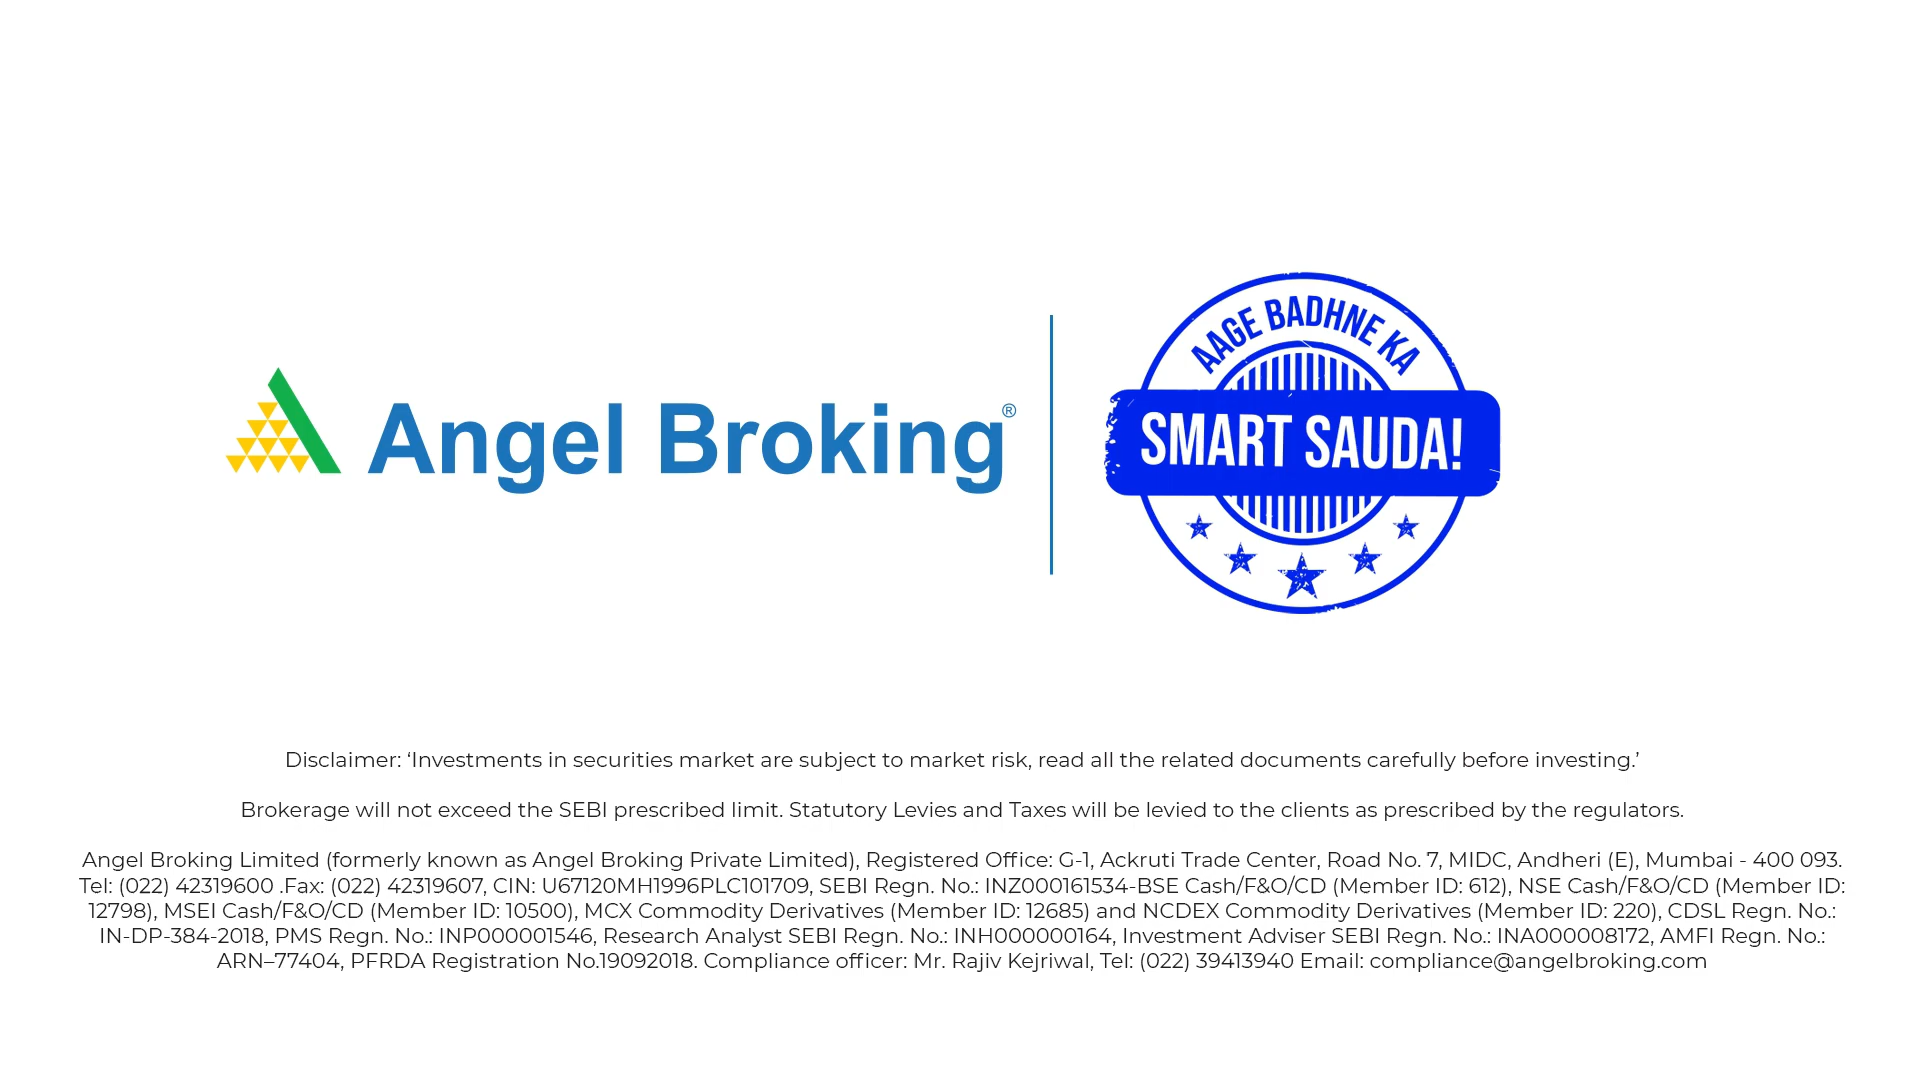 Angel Broking®
AAGE BADHNE KA
SMART SAUDA!
Disclaimer: ‘Investments in securities market are subject to market risk, read all the related documents carefully before investing.’
Brokerage will not exceed the SEBI prescribed limit. Statutory Levies and Taxes will be levied to the clients as prescribed by the regulators.
Angel Broking Limited (formerly known as Angel Broking Private Limited), Registered Office: G-1, Ackruti Trade Center, Road No. 7, MIDC, Andheri (E), Mumbai - 400 093.
Tel: (022) 42319600 .Fax: (022) 42319607, CIN: U67120MH1996PLC101709, SEBI Regn. No.: INZ000161534-BSE Cash/F&O/CD (Member ID: 612), NSE Cash/F&O/CD (Member ID:
12798), MSEI Cash/F&O/CD (Member ID: 10500), MCX Commodity Derivatives (Member ID: 12685) and NCDEX Commodity Derivatives (Member ID: 220), CDSL Regn. No.:
IN-DP-384-2018, PMS Regn. No.: INP000001546, Research Analyst SEBI Regn. No.: INH000000164, Investment Adviser SEBI Regn. No.: INA000008172, AMFI Regn. No.:
ARN–77404, PFRDA Registration No.19092018. Compliance officer: Mr. Rajiv Kejriwal, Tel: (022) 39413940 Email: compliance@angelbroking.com